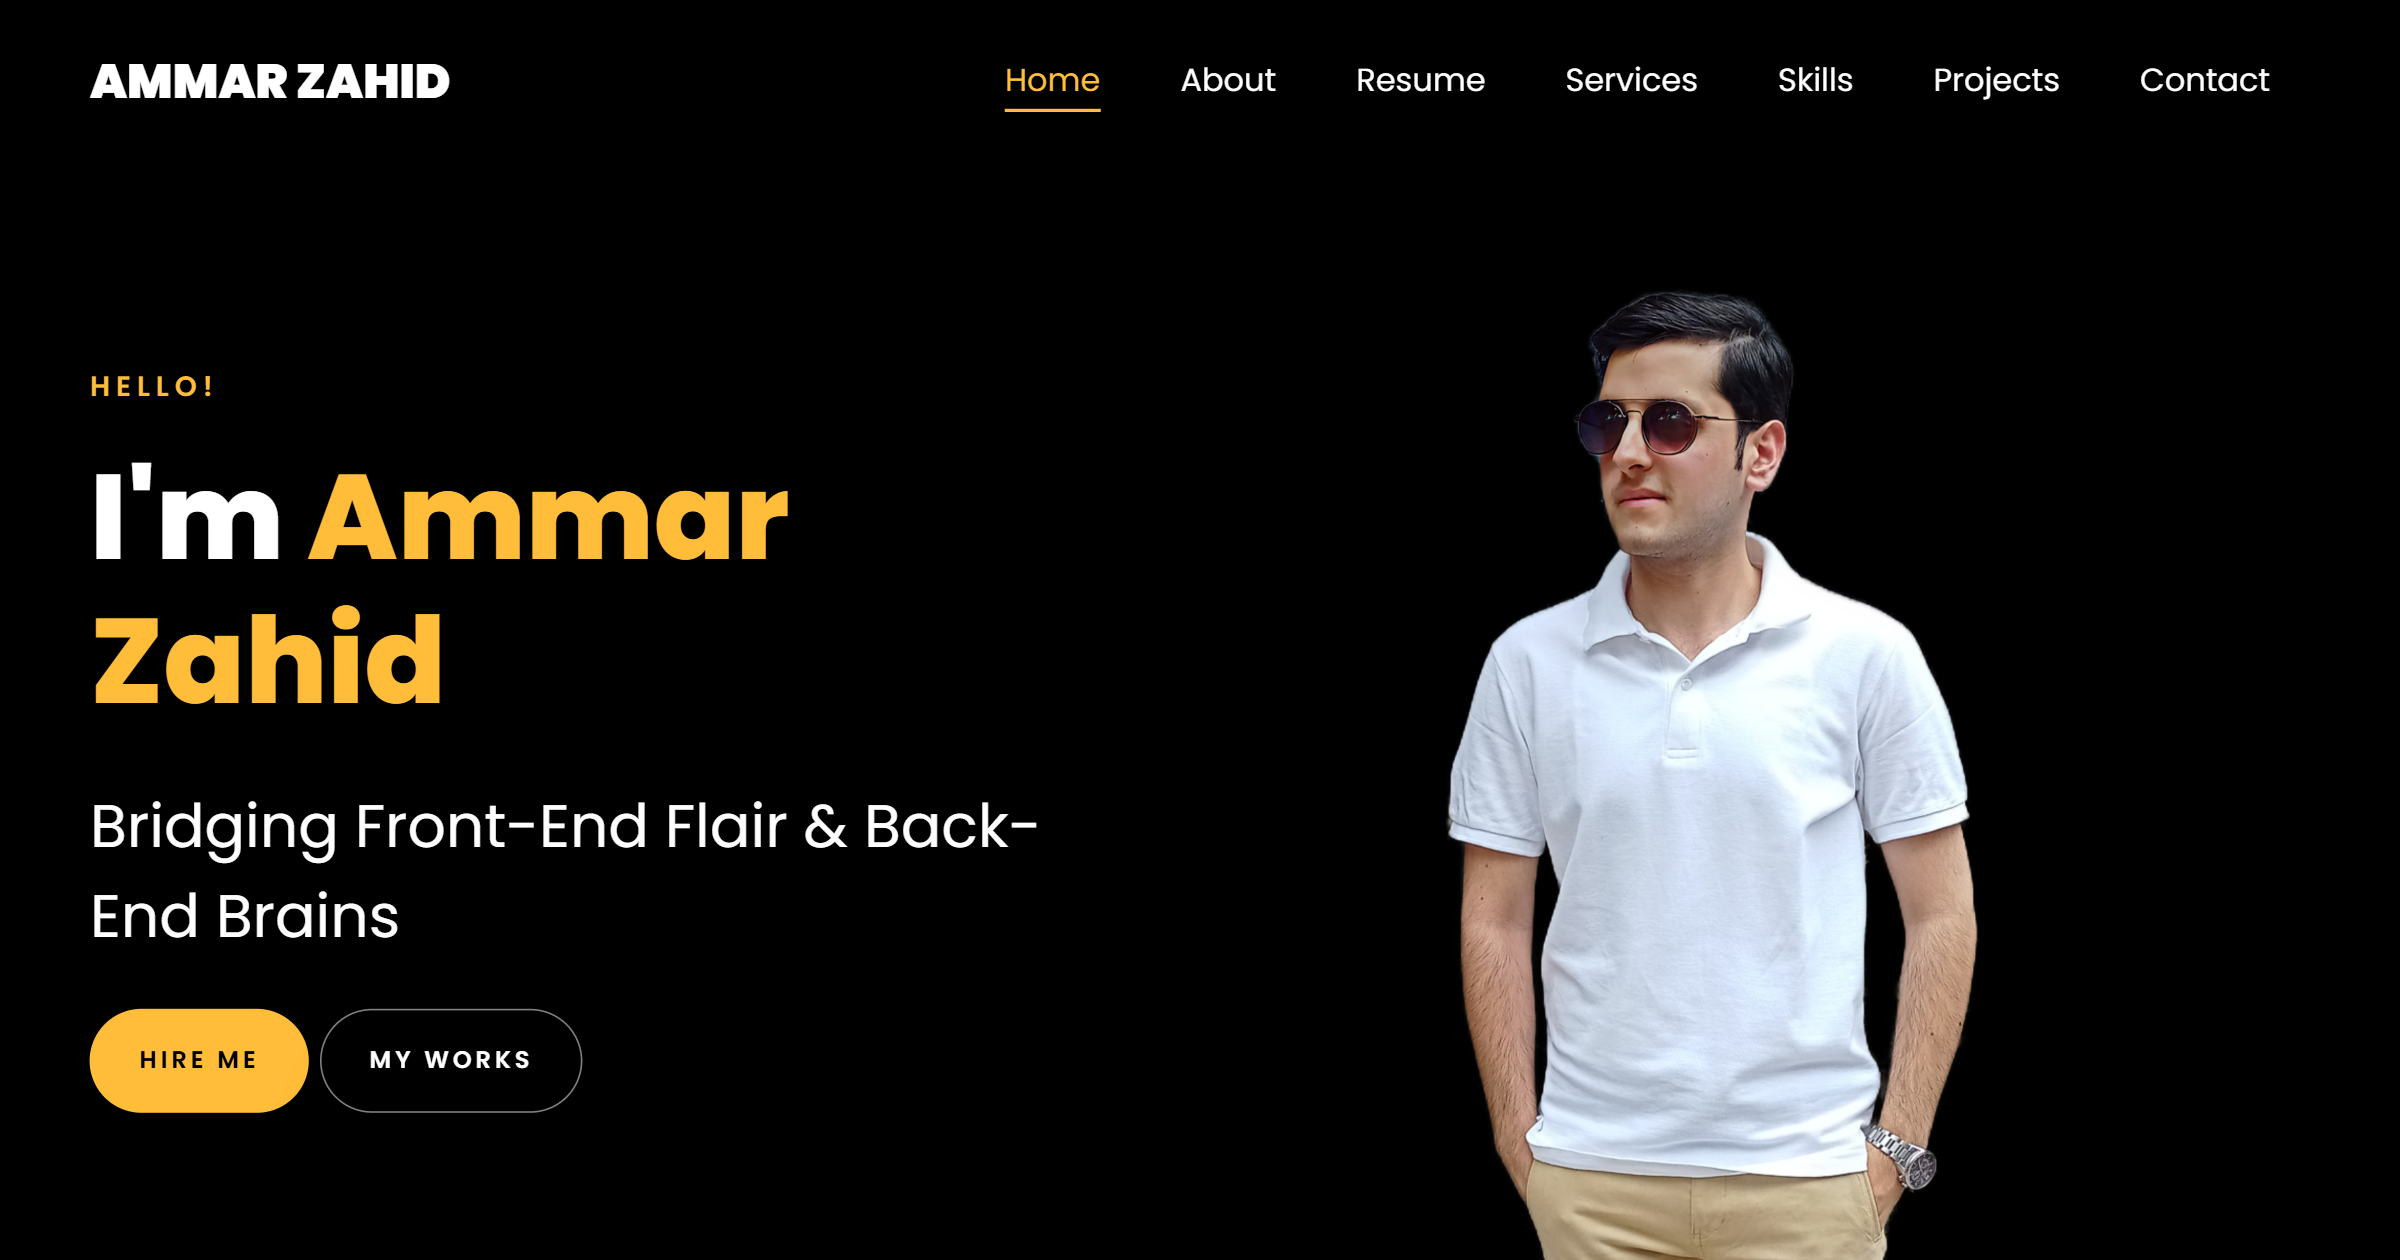 AMMAR ZAHID
Home About Resume Services Skills Projects Contact
HELLO!
I'm Ammar
Zahid
Bridging Front-End Flair & Back-
End Brains
HIRE ME MY WORKS